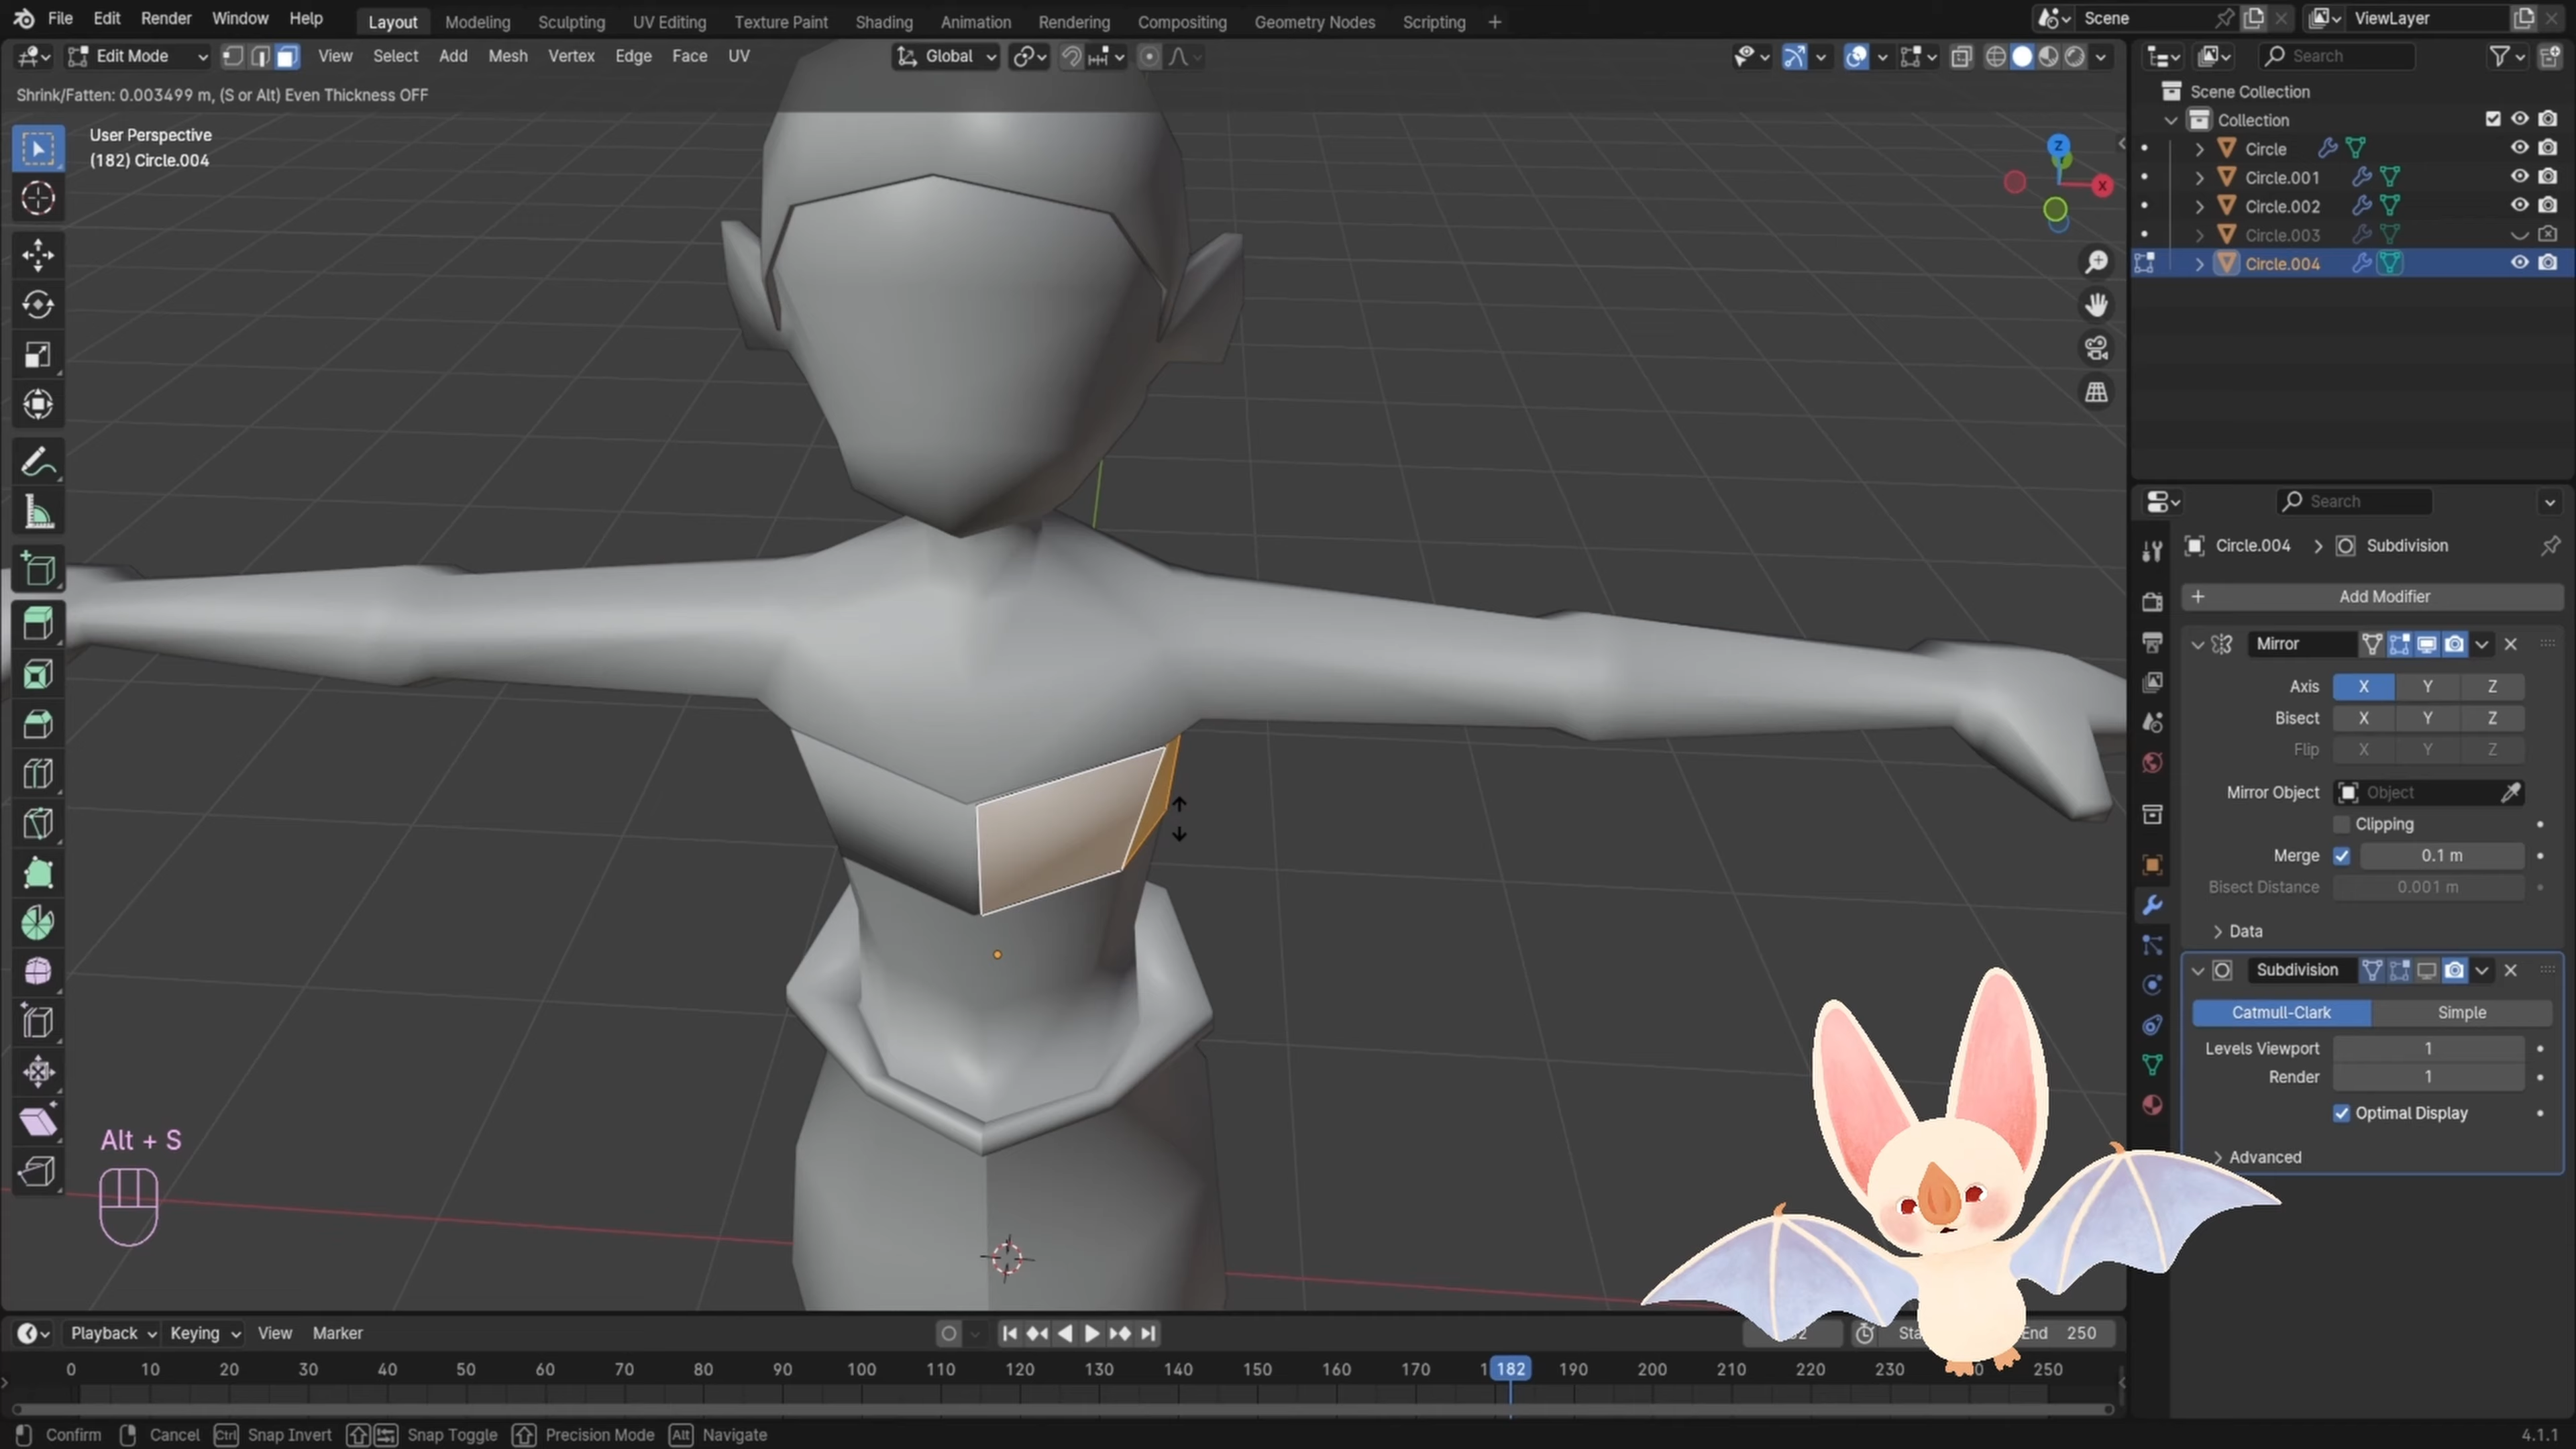 File Edit Render Window Help Layout Modeling Sculpting UV Editing Texture Paint Shading Animation Rendering Compositing Geometry Nodes Scripting + Scene ViewLayer
Edit Mode View Select Add Mesh Vertex Edge Face UV Global Search
Shrink/Fatten: 0.003499 m, (S or Alt) Even Thickness OFF
User Perspective
(182) Circle.004
Z
X
Scene Collection
Collection
Circle
Circle.001
Circle.002
Circle.003
Circle.004
Search
Circle.004 > Subdivision
+ Add Modifier
Mirror
Axis X Y Z
Bisect X Y Z
Flip X Y Z
Mirror Object Object
Clipping
Merge 0.1 m
Bisect Distance 0.001 m
Data
Subdivision
Catmull-Clark Simple
Levels Viewport 1
Render 1
Optimal Display
Advanced
Alt + S
Playback Keying View Marker End 250
0 10 20 30 40 50 60 70 80 90 100 110 120 130 140 150 160 170 182 190 200 210 220 230 250
Confirm Cancel Ctrl Snap Invert Snap Toggle Precision Mode Alt Navigate 4.1.1